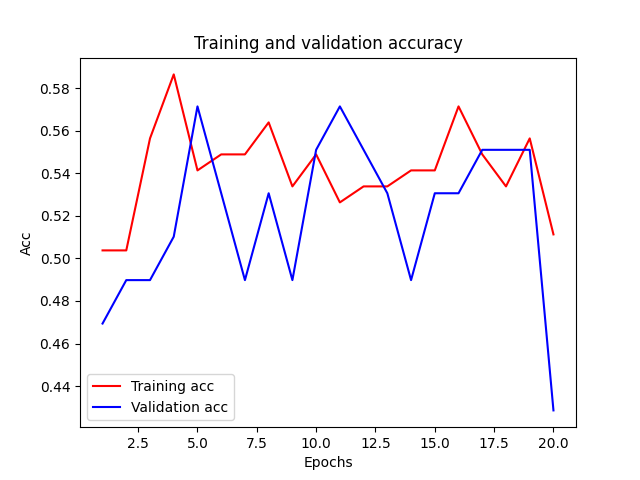 Training and validation accuracy
0.58
0.56
0.54
0.52
0.50
0.48
0.46
0.44
Acc
Training acc
Validation acc
2.5 5.0 7.5 10.0 12.5 15.0 17.5 20.0
Epochs